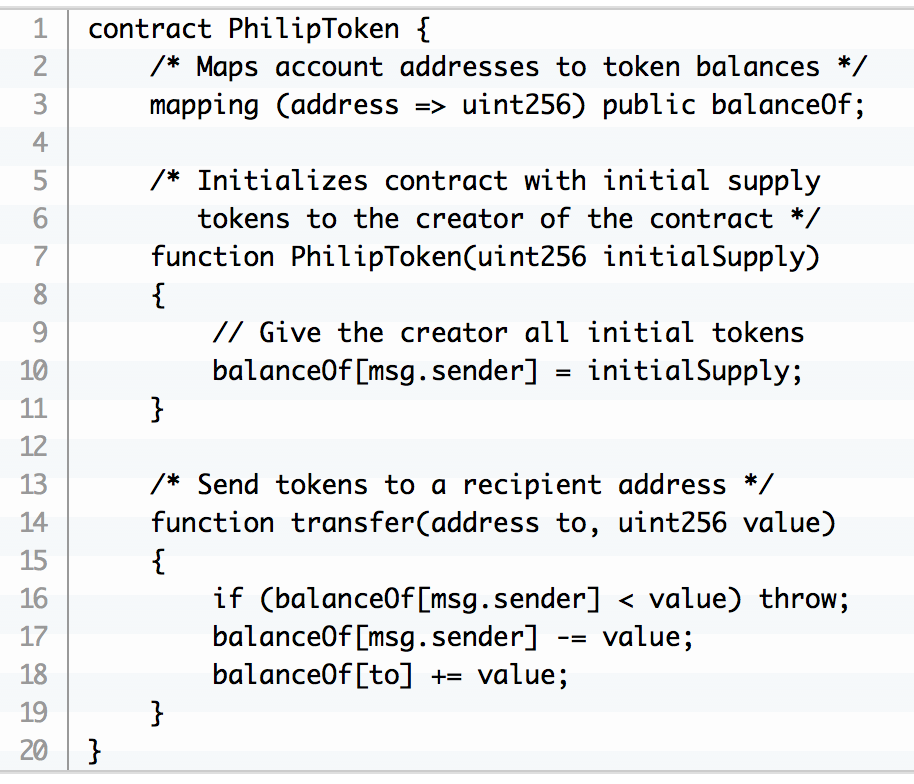 1 contract PhilipToken {
2 /* Maps account addresses to token balances */
3 mapping (address => uint256) public balanceOf;
4
5 /* Initializes contract with initial supply
6 tokens to the creator of the contract */
7 function PhilipToken(uint256 initialSupply)
8 {
9 // Give the creator all initial tokens
10 balanceOf[msg.sender] = initialSupply;
11 }
12
13 /* Send tokens to a recipient address */
14 function transfer(address to, uint256 value)
15 {
16 if (balanceOf[msg.sender] < value) throw;
17 balanceOf[msg.sender] -= value;
18 balanceOf[to] += value;
19 }
20 }